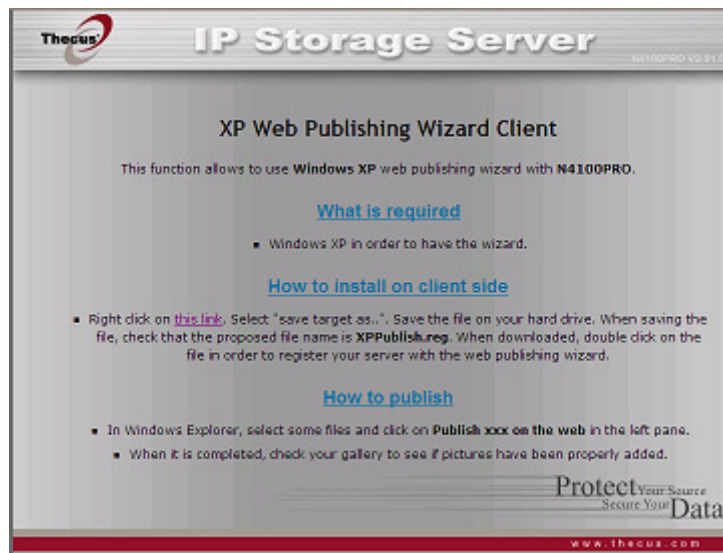 Thecus
IP Storage Server
XP Web Publishing Wizard Client
This function allows to use Windows XP web publishing wizard with N4100PRO.
What is required
▪ Windows XP in order to have the wizard.
How to install on client side
▪ Right click on this link. Select "save target as..". Save the file on your hard drive. When saving the
file, check that the proposed file name is XPPublish.reg. When downloaded, double click on the
file in order to register your server with the web publishing wizard.
How to publish
▪ In Windows Explorer, select some files and click on Publish xxx on the web in the left pane.
▪ When it is completed, check your gallery to see if pictures have been properly added.
Protect Your Source
Secure Your Data
www.thecus.com